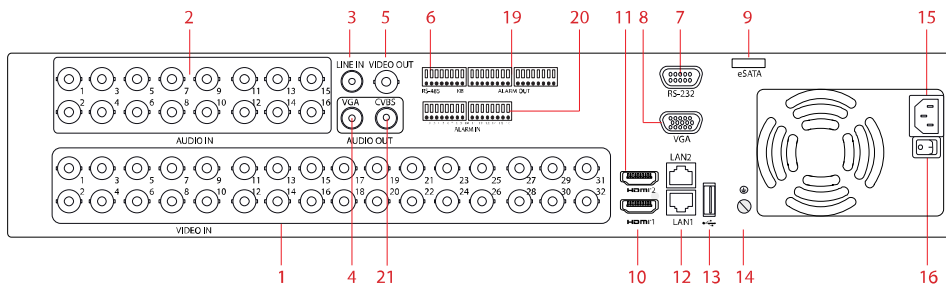 2 3 5 6 19 20 11 8 7 9 15
LINE IN VIDEO OUT
eSATA
1 3 5 7 9 11 13 15
RS-485 KB ALARM OUT
RS-232
2 4 6 8 10 12 14 16
VGA CVBS
ALARM IN
VGA
AUDIO IN AUDIO OUT
LAN2
1 3 5 7 9 11 13 15 17 19 21 23 25 27 29 31
HDMI 2
2 4 6 8 10 12 14 16 18 20 22 24 26 28 30 32
HDMI 1
LAN1
VIDEO IN
1 4 21 10 12 13 14 16